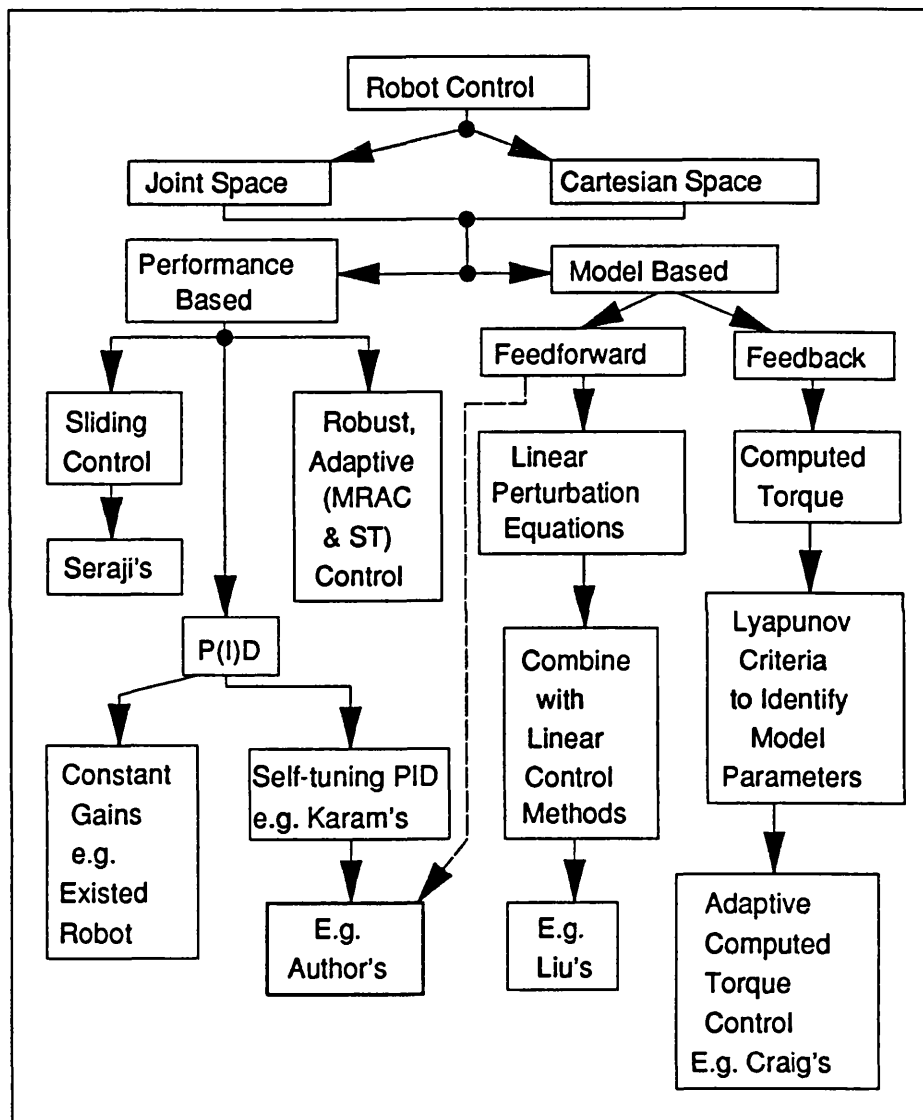 Robot Control
Joint Space
Cartesian Space
Performance
Based
Model Based
Feedforward
Feedback
Sliding
Control
Robust,
Adaptive
(MRAC
& ST)
Control
Linear
Perturbation
Equations
Computed
Torque
Seraji's
P(I)D
Combine
with
Linear
Control
Methods
Lyapunov
Criteria
to Identify
Model
Parameters
Constant
Gains
e.g.
Existed
Robot
Self-tuning PID
e.g. Karam's
E.g.
Author's
E.g.
Liu's
Adaptive
Computed
Torque
Control
E.g. Craig's